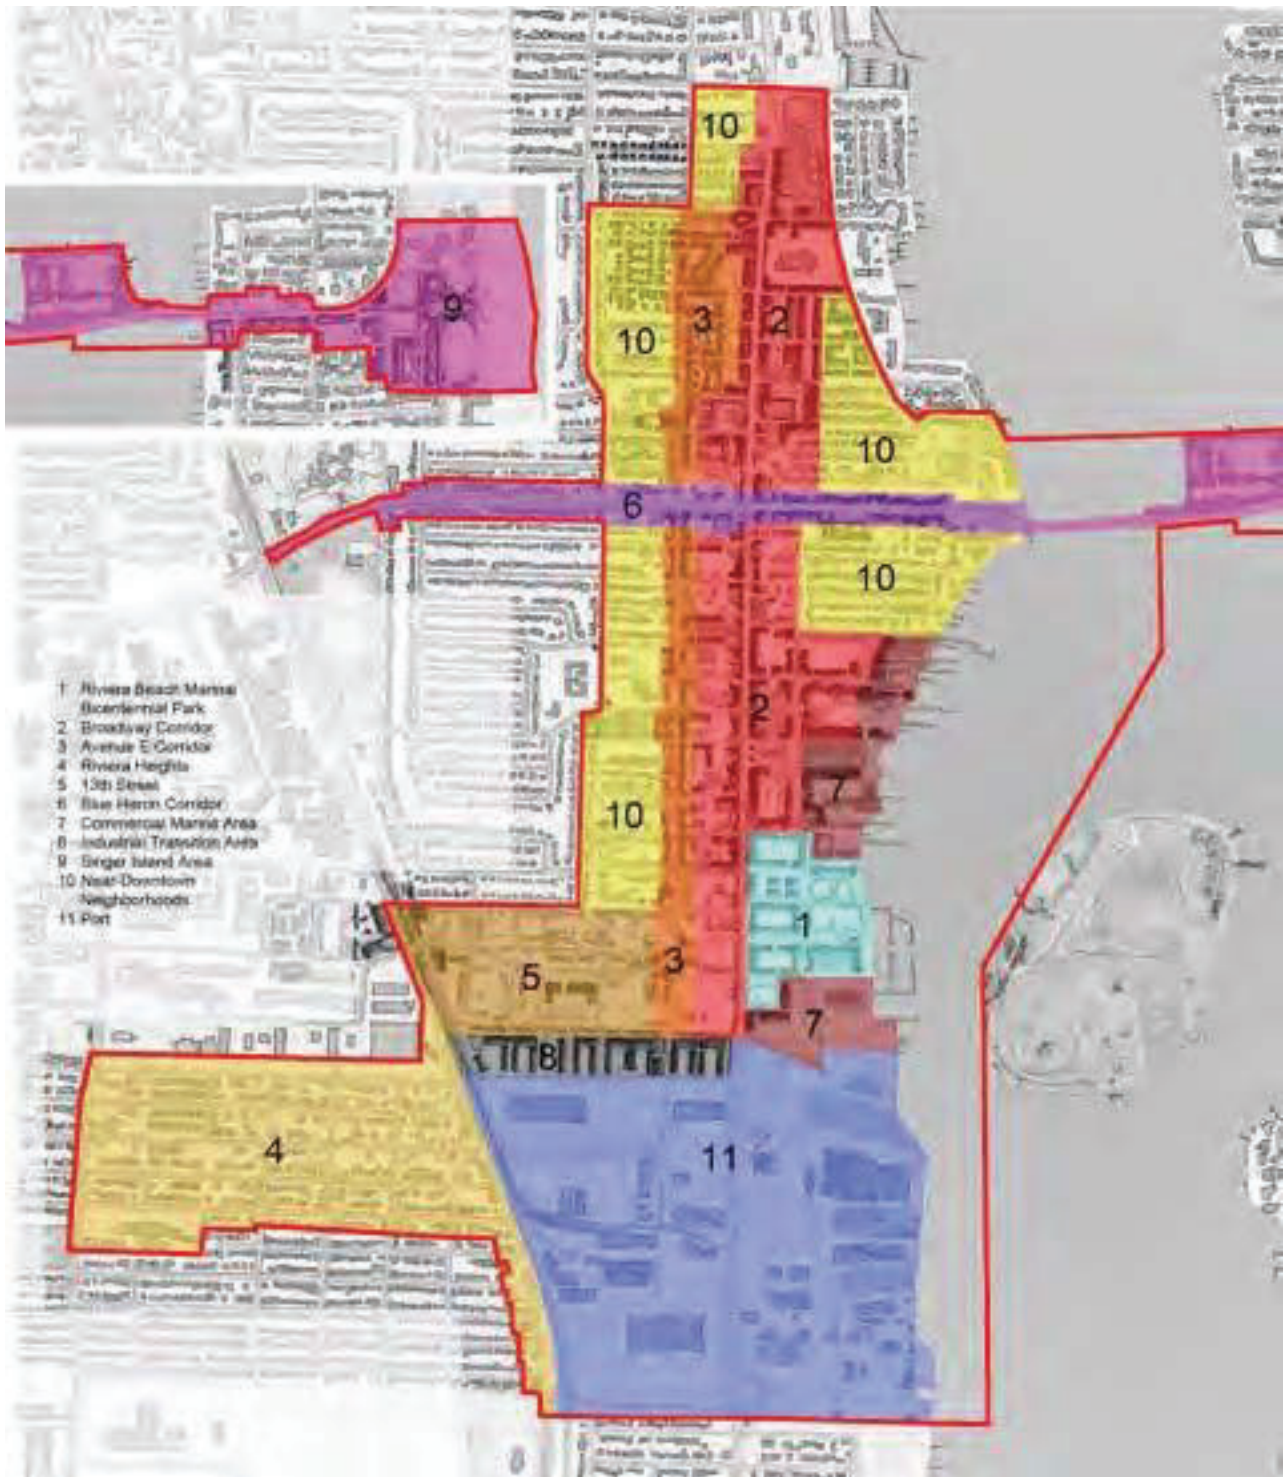 10
9
10
3
2
10
6
10
2
7
10
1
5
3
7
8
4
11
1 Riviera Beach Marina/
Bicentennial Park
2 Broadway Corridor
3 Avenue E Corridor
4 Riviera Heights
5 13th Street
6 Blue Heron Corridor
7 Commercial Marine Area
8 Industrial Transition Area
9 Singer Island Area
10 Near-Downtown
Neighborhoods
11 Port